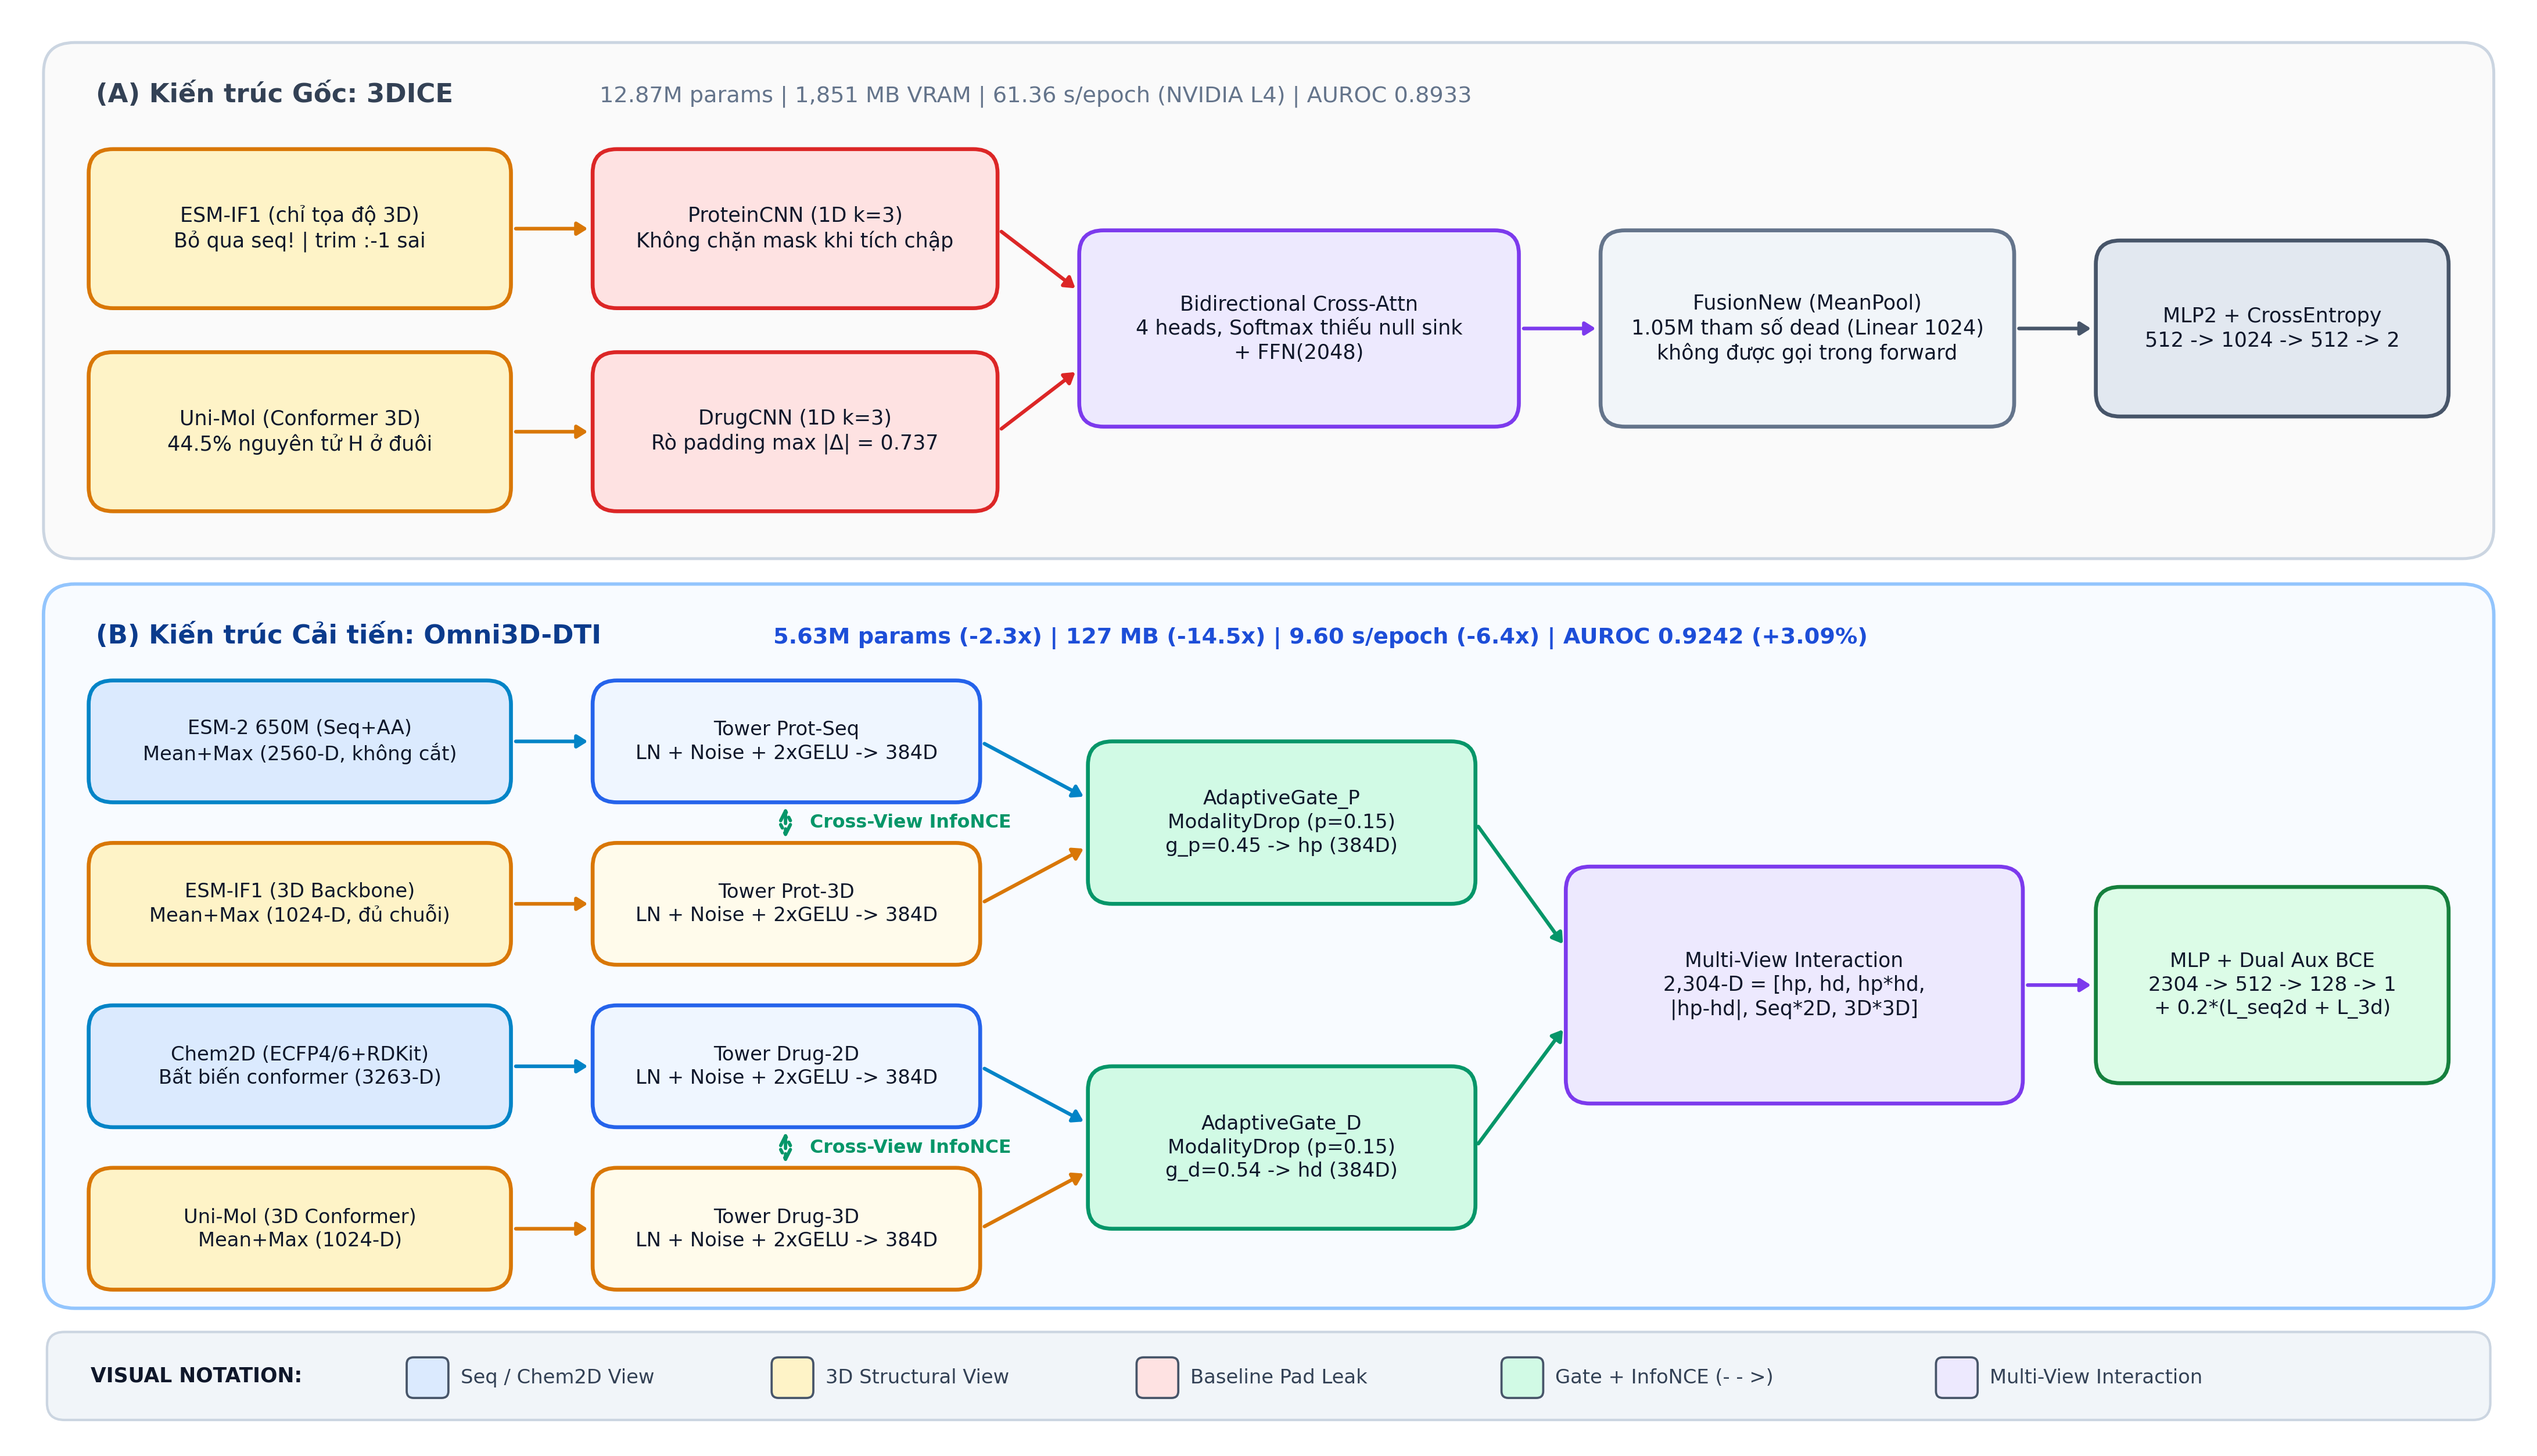 (A) Kiến trúc Gốc: 3DICE
12.87M params | 1,851 MB VRAM | 61.36 s/epoch (NVIDIA L4) | AUROC 0.8933
ESM-IF1 (chỉ tọa độ 3D)
Bỏ qua seq! | trim :-1 sai
ProteinCNN (1D k=3)
Không chặn mask khi tích chập
Uni-Mol (Conformer 3D)
44.5% nguyên tử H ở đuôi
DrugCNN (1D k=3)
Rò padding max |Δ| = 0.737
Bidirectional Cross-Attn
4 heads, Softmax thiếu null sink
+ FFN(2048)
FusionNew (MeanPool)
1.05M tham số dead (Linear 1024)
không được gọi trong forward
MLP2 + CrossEntropy
512 -> 1024 -> 512 -> 2
(B) Kiến trúc Cải tiến: Omni3D-DTI
5.63M params (-2.3x) | 127 MB (-14.5x) | 9.60 s/epoch (-6.4x) | AUROC 0.9242 (+3.09%)
ESM-2 650M (Seq+AA)
Mean+Max (2560-D, không cắt)
Tower Prot-Seq
LN + Noise + 2xGELU -> 384D
Cross-View InfoNCE
ESM-IF1 (3D Backbone)
Mean+Max (1024-D, đủ chuỗi)
Tower Prot-3D
LN + Noise + 2xGELU -> 384D
AdaptiveGate_P
ModalityDrop (p=0.15)
g_p=0.45 -> hp (384D)
Chem2D (ECFP4/6+RDKit)
Bất biến conformer (3263-D)
Tower Drug-2D
LN + Noise + 2xGELU -> 384D
Cross-View InfoNCE
Uni-Mol (3D Conformer)
Mean+Max (1024-D)
Tower Drug-3D
LN + Noise + 2xGELU -> 384D
AdaptiveGate_D
ModalityDrop (p=0.15)
g_d=0.54 -> hd (384D)
Multi-View Interaction
2,304-D = [hp, hd, hp*hd,
|hp-hd|, Seq*2D, 3D*3D]
MLP + Dual Aux BCE
2304 -> 512 -> 128 -> 1
+ 0.2*(L_seq2d + L_3d)
VISUAL NOTATION:
Seq / Chem2D View
3D Structural View
Baseline Pad Leak
Gate + InfoNCE (- - >)
Multi-View Interaction